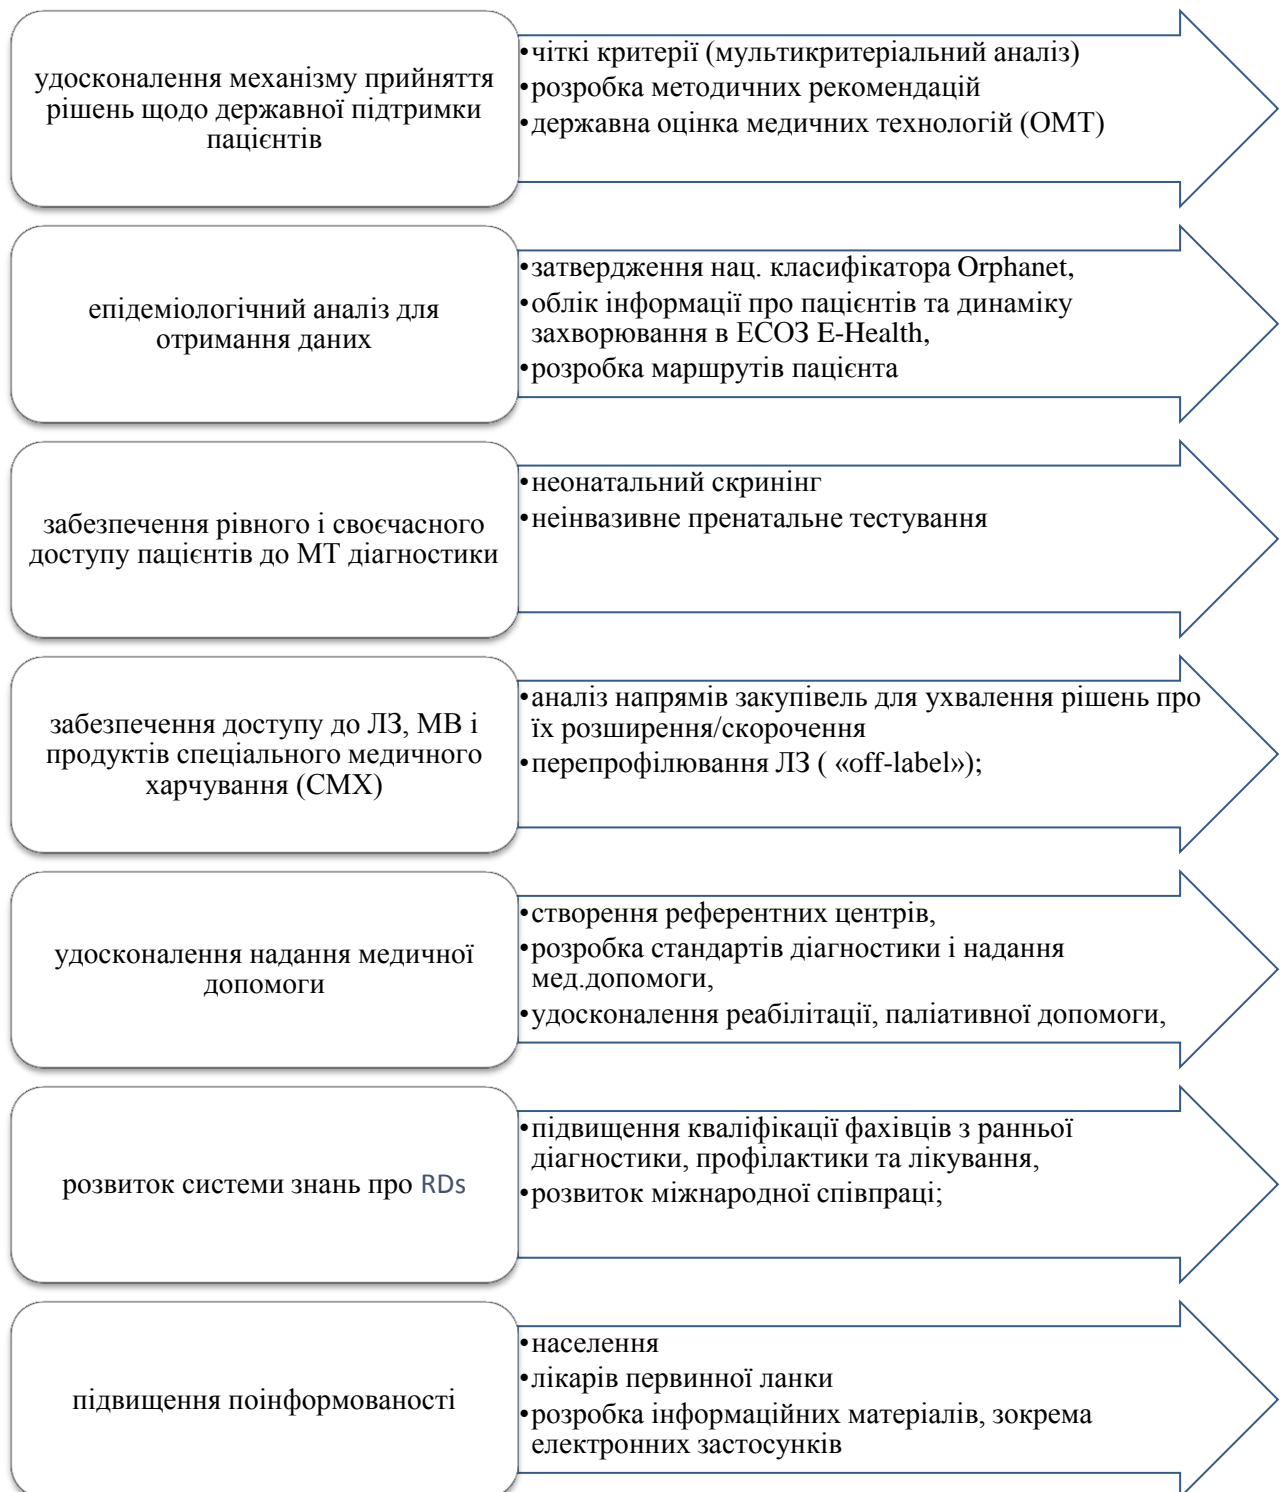 удосконалення механізму прийняття
рішень щодо державної підтримки
пацієнтів
•чіткі критерії (мультикритеріальний аналіз)
•розробка методичних рекомендацій
•державна оцінка медичних технологій (ОМТ)
епідеміологічний аналіз для
отримання даних
•затвердження нац. класифікатора Orphanet,
•облік інформації про пацієнтів та динаміку
захворювання в ЕСОЗ E-Health,
•розробка маршрутів пацієнта
забезпечення рівного і своєчасного
доступу пацієнтів до МТ діагностики
•неонатальний скринінг
•неінвазивне пренатальне тестування
забезпечення доступу до ЛЗ, МВ і
продуктів спеціального медичного
харчування (СМХ)
•аналіз напрямів закупівель для ухвалення рішень про
їх розширення/скорочення
•перепрофілювання ЛЗ ( «off-label»);
удосконалення надання медичної
допомоги
•створення референтних центрів,
•розробка стандартів діагностики і надання
мед.допомоги,
•удосконалення реабілітації, паліативної допомоги,
розвиток системи знань про RDs
•підвищення кваліфікації фахівців з ранньої
діагностики, профілактики та лікування,
•розвиток міжнародної співпраці;
підвищення поінформованості
•населення
•лікарів первинної ланки
•розробка інформаційних матеріалів, зокрема
електронних застосунків